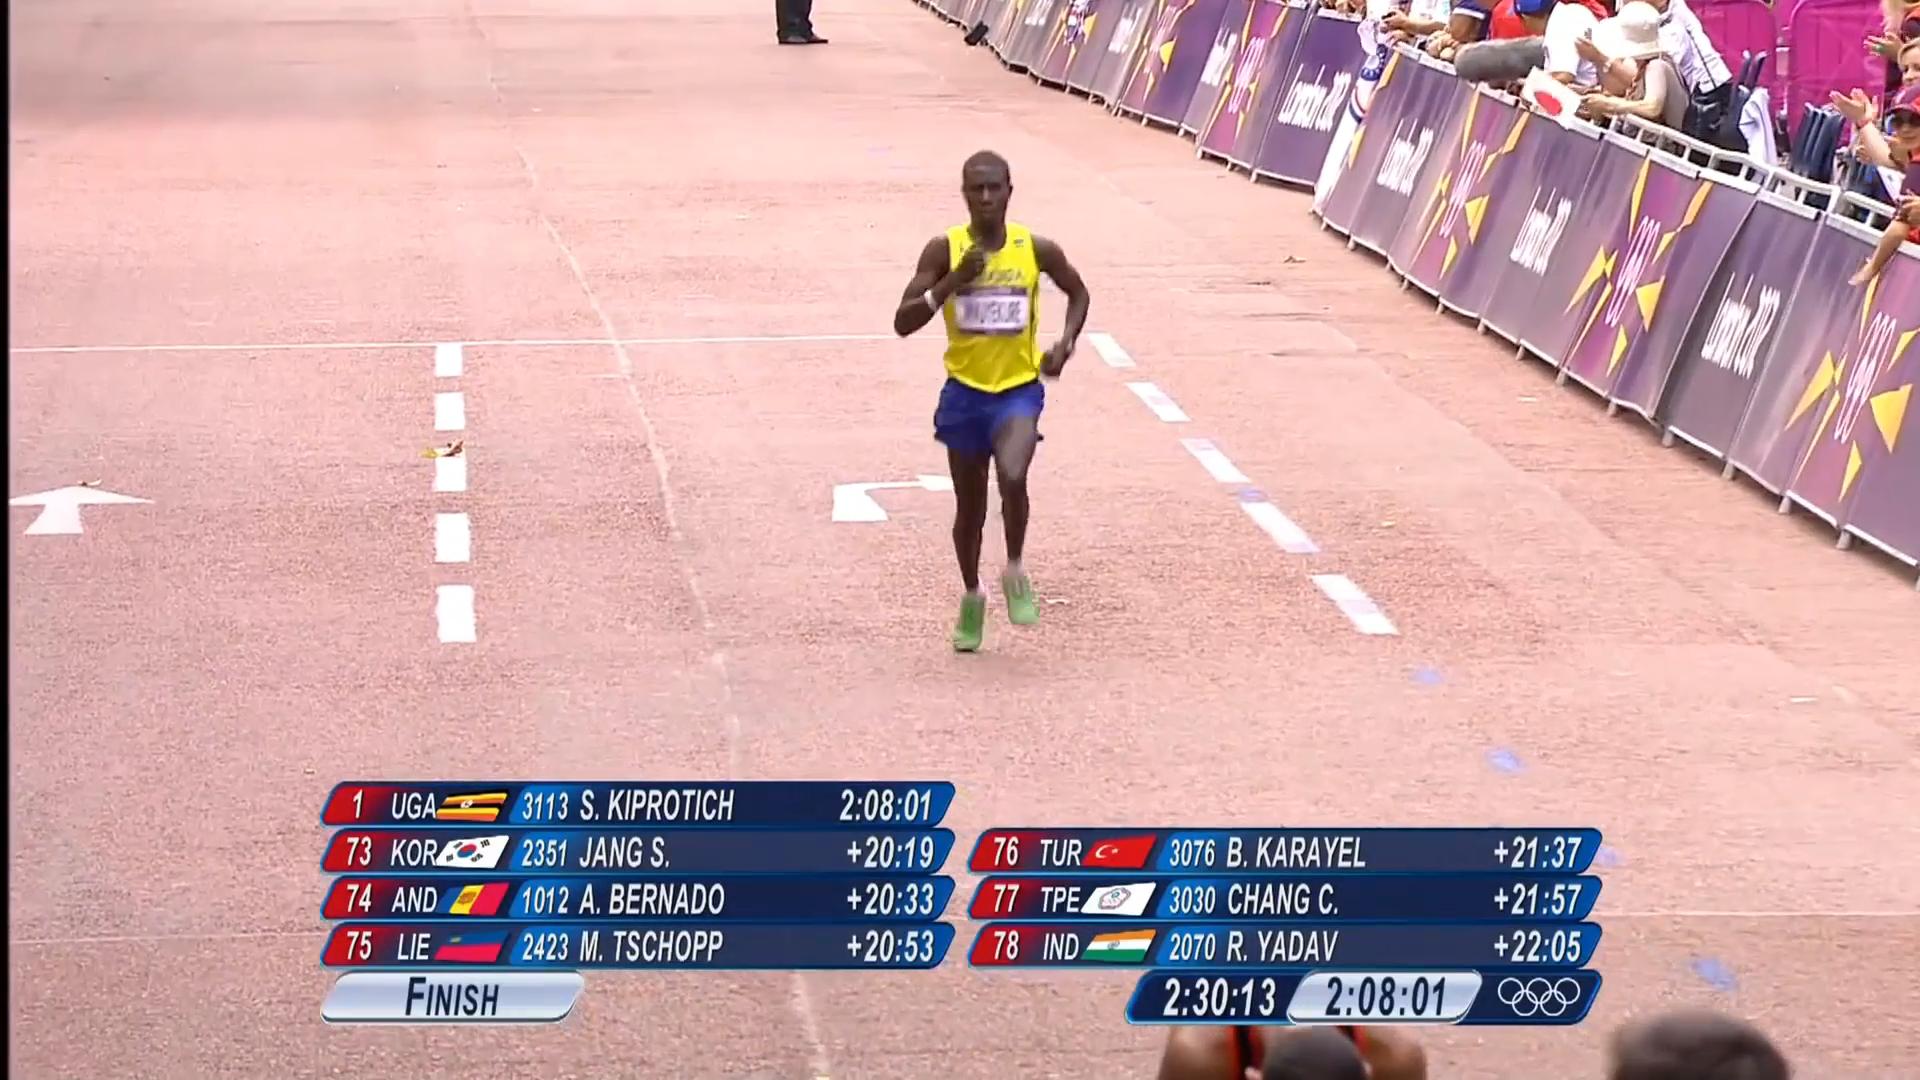 London 2012
London 2012
London 2012
London 2012
1 UGA 3113 S. KIPROTICH 2:08:01
73 KOR 2351 JANG S. +20:19
74 AND 1012 A. BERNADO +20:33
75 LIE 2423 M. TSCHOPP +20:53
76 TUR 3076 B. KARAYEL +21:37
77 TPE 3030 CHANG C. +21:57
78 IND 2070 R. YADAV +22:05
FINISH
2:30:13 2:08:01